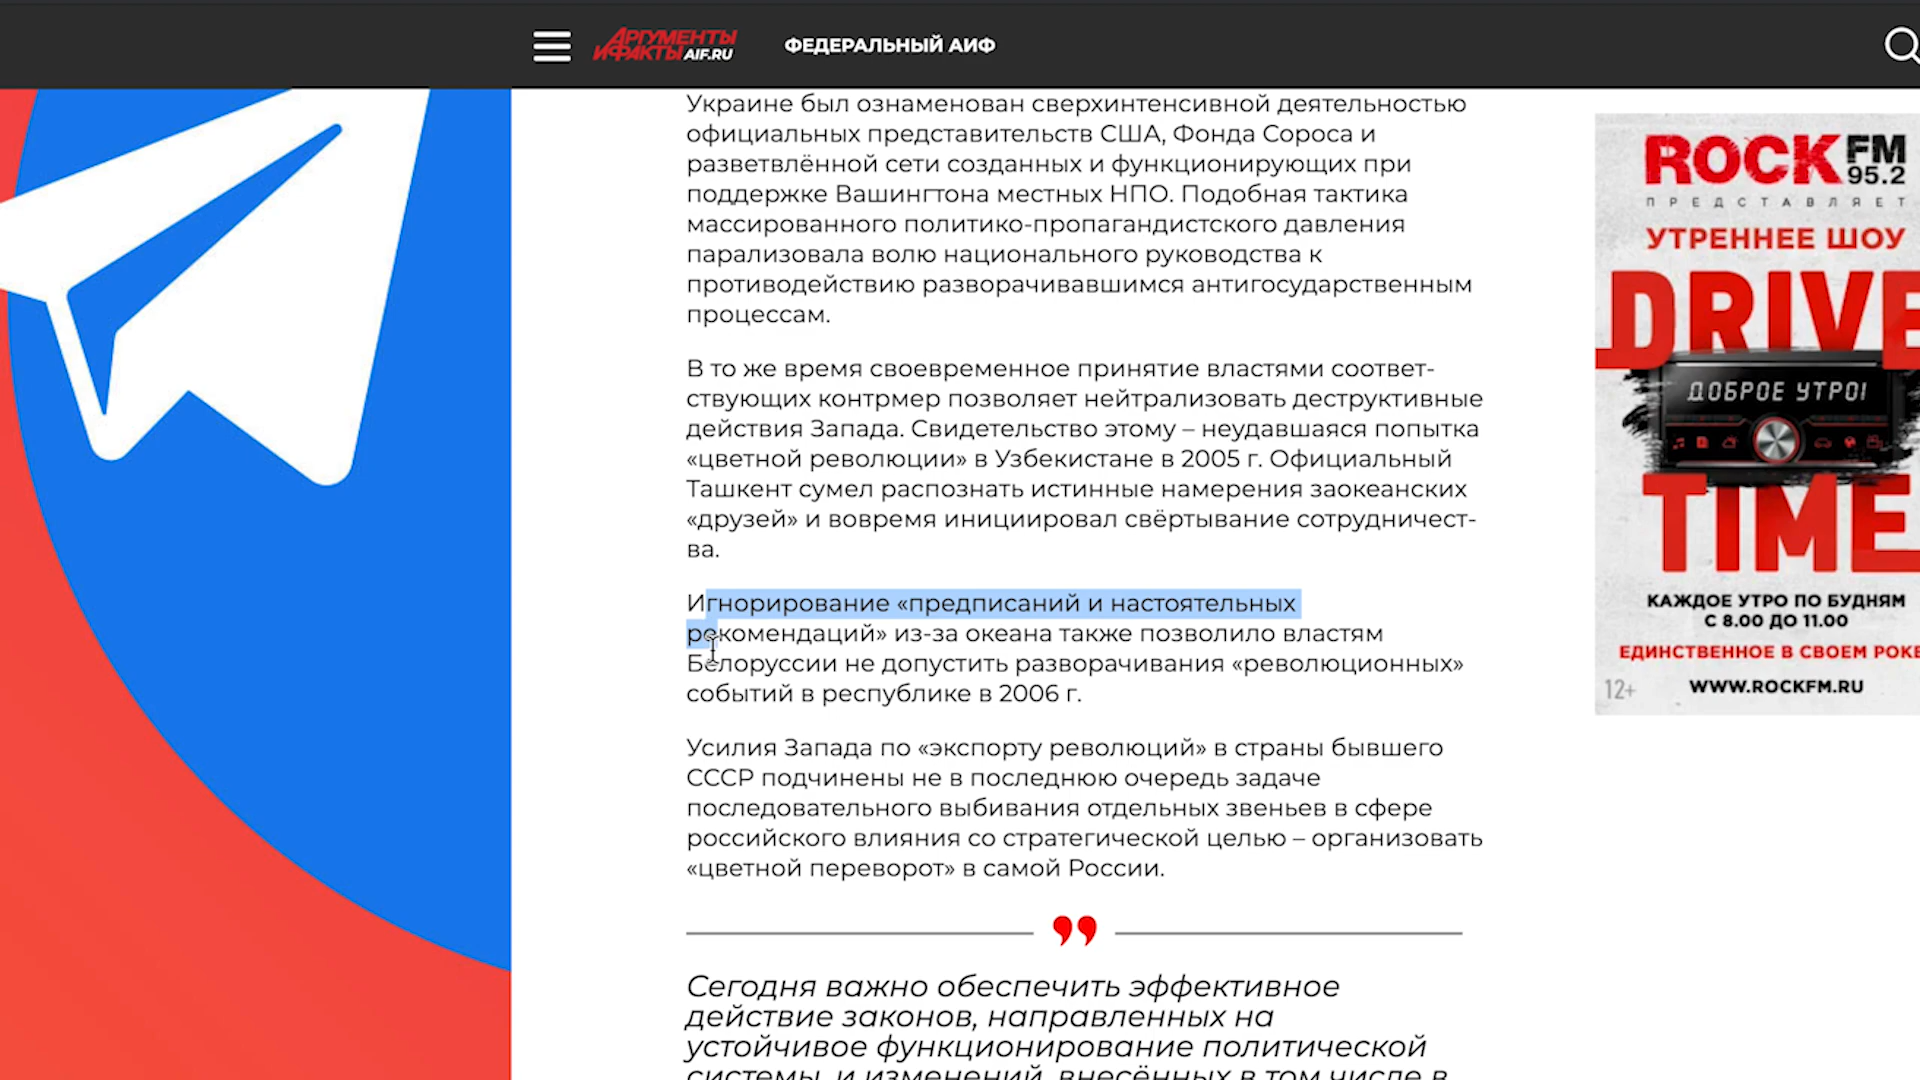 АРГУМЕНТЫ
И ФАКТЫ AIF.RU
ФЕДЕРАЛЬНЫЙ АИФ
Украине был ознаменован сверхинтенсивной деятельностью
официальных представительств США, Фонда Сороса и
разветвлённой сети созданных и функционирующих при
поддержке Вашингтона местных НПО. Подобная тактика
массированного политико-пропагандистского давления
парализовала волю национального руководства к
противодействию разворачивавшимся антигосударственным
процессам.
В то же время своевременное принятие властями соответ-
ствующих контрмер позволяет нейтрализовать деструктивные
действия Запада. Свидетельство этому – неудавшаяся попытка
«цветной революции» в Узбекистане в 2005 г. Официальный
Ташкент сумел распознать истинные намерения заокеанских
«друзей» и вовремя инициировал свёртывание сотрудничест-
ва.
Игнорирование «предписаний и настоятельных
рекомендаций» из-за океана также позволило властям
Белоруссии не допустить разворачивания «революционных»
событий в республике в 2006 г.
Усилия Запада по «экспорту революций» в страны бывшего
СССР подчинены не в последнюю очередь задаче
последовательного выбивания отдельных звеньев в сфере
российского влияния со стратегической целью – организовать
«цветной переворот» в самой России.
Сегодня важно обеспечить эффективное
действие законов, направленных на
устойчивое функционирование политической
системы, и изменений, внесённых в том числе в
ROCK FM
95.2
ПРЕДСТАВЛЯЕТ
УТРЕННЕЕ ШОУ
DRIVE
ДОБРОЕ УТРО!
TIME
КАЖДОЕ УТРО ПО БУДНЯМ
С 8.00 ДО 11.00
ЕДИНСТВЕННОЕ В СВОЕМ РОКЕ
12+ WWW.ROCKFM.RU